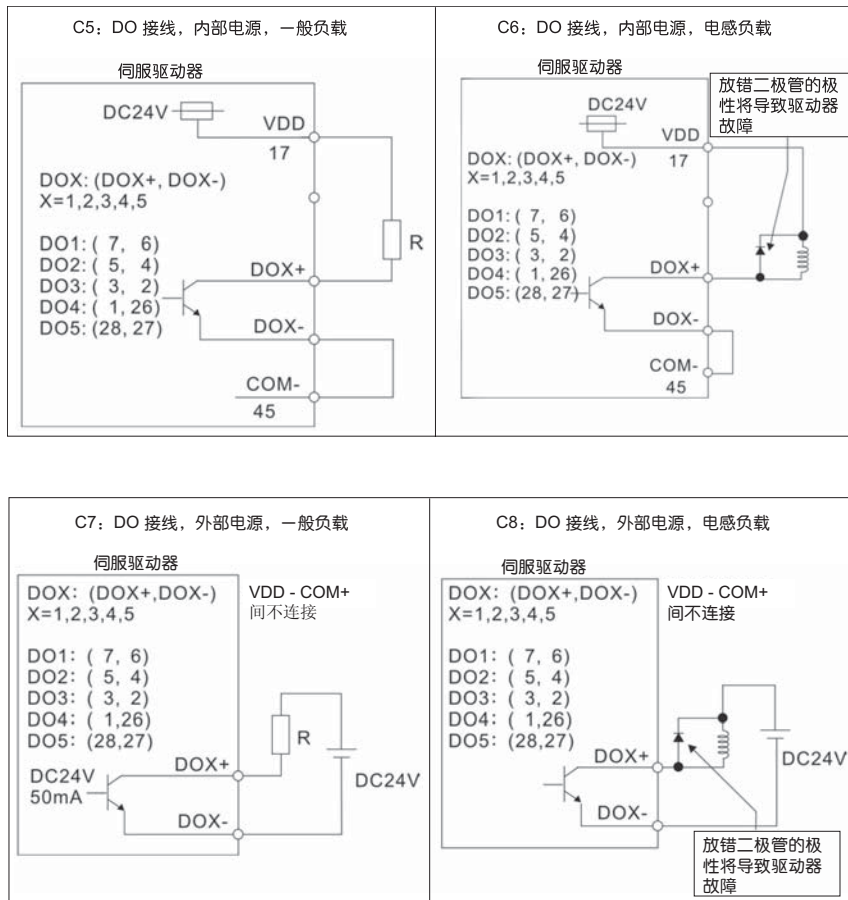 C5：DO 接线，内部电源，一般负载
伺服驱动器
DC24V
VDD
17
DOX: (DOX+, DOX-)
X=1,2,3,4,5
DO1: ( 7, 6)
DO2: ( 5, 4)
DO3: ( 3, 2)
DO4: ( 1,26)
DO5: (28, 27)
R
DOX+
DOX-
COM-
45
C6：DO 接线，内部电源，电感负载
伺服驱动器
放错二极管的极
性将导致驱动器
故障
DC24V
VDD
17
DOX: (DOX+, DOX-)
X=1,2,3,4,5
DO1: ( 7, 6)
DO2: ( 5, 4)
DO3: ( 3, 2)
DO4: ( 1,26)
DO5: (28, 27)
DOX+
DOX-
COM-
45
C7：DO 接线，外部电源，一般负载
伺服驱动器
DOX: (DOX+,DOX-)
X=1,2,3,4,5
VDD - COM+
间不连接
DO1: ( 7, 6)
DO2: ( 5, 4)
DO3: ( 3, 2)
DO4: ( 1,26)
DO5: (28,27)
R
DOX+
DC24V
50mA
DC24V
DOX-
C8：DO 接线，外部电源，电感负载
伺服驱动器
DOX: (DOX+,DOX-)
X=1,2,3,4,5
VDD - COM+
间不连接
DO1: ( 7, 6)
DO2: ( 5, 4)
DO3: ( 3, 2)
DO4: ( 1,26)
DO5: (28,27)
DOX+
DC24V
DOX-
放错二极管的极
性将导致驱动器
故障